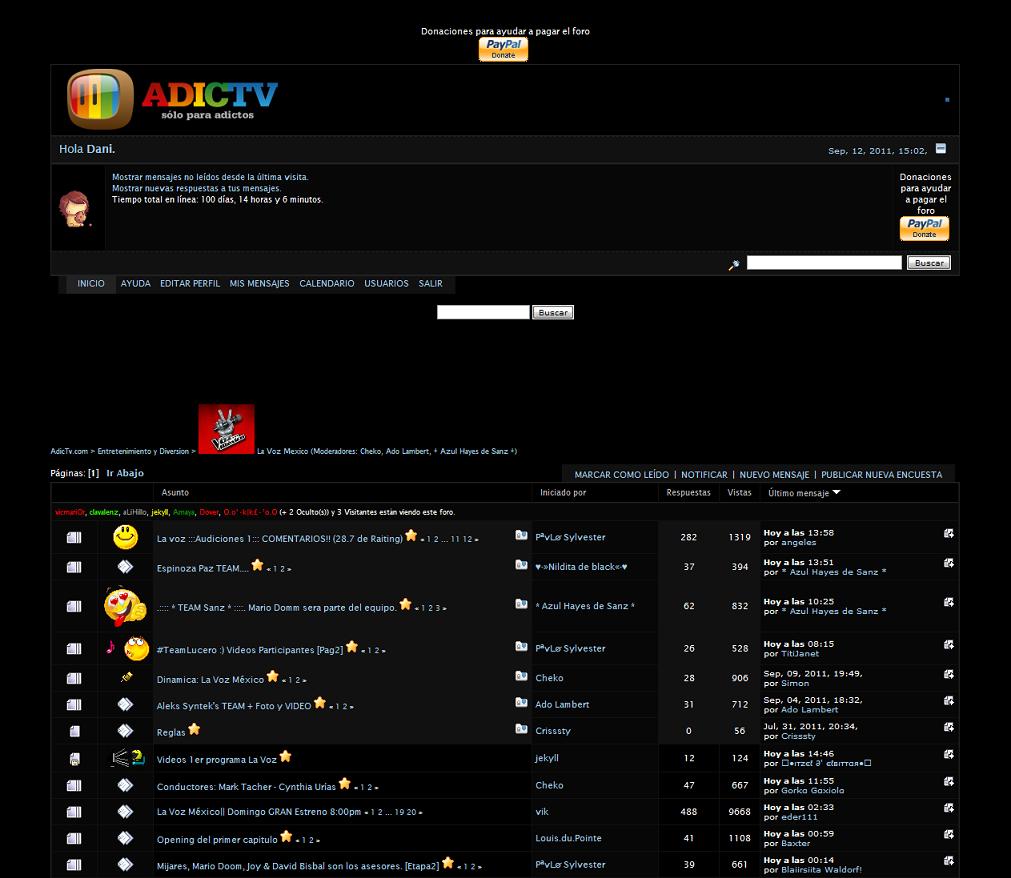 Donaciones para ayudar a pagar el foro
PayPal
Donate
ADICTV
sólo para adictos
Hola Dani.
Sep, 12, 2011, 15:02,
Mostrar mensajes no leídos desde la última visita.
Mostrar nuevas respuestas a tus mensajes.
Tiempo total en línea: 100 días, 14 horas y 6 minutos.
Donaciones
para ayudar
a pagar el
foro
PayPal
Donate
Buscar
INICIO AYUDA EDITAR PERFIL MIS MENSAJES CALENDARIO USUARIOS SALIR
Buscar
AdicTv.com > Entretenimiento y Diversion > La Voz Mexico (Moderadores: Cheko, Ado Lambert, * Azul Hayes de Sanz *)
Páginas: [1] Ir Abajo
MARCAR COMO LEÍDO | NOTIFICAR | NUEVO MENSAJE | PUBLICAR NUEVA ENCUESTA
Asunto Iniciado por Respuestas Vistas Último mensaje
clavalenz, aLiHillo, jekyll, Amaya, Dover, (+ 2 Oculto(s)) y 3 Visitantes están viendo este foro.
La voz :::Audiciones 1::: COMENTARIOS!! (28.7 de Raiting) « 1 2 ... 11 12 » Sylvester 282 1319 Hoy a las 13:58
por angeles
Espinoza Paz TEAM.... « 1 2 » ♥·»Nildita de black«·♥ 37 394 Hoy a las 13:51
por * Azul Hayes de Sanz *
.:::: * TEAM Sanz * ::::. Mario Domm sera parte del equipo. « 1 2 3 » * Azul Hayes de Sanz * 62 832 Hoy a las 10:25
por * Azul Hayes de Sanz *
#TeamLucero :) Videos Participantes [Pag2] « 1 2 » Sylvester 26 528 Hoy a las 08:15
por TitiJanet
Dinamica: La Voz México « 1 2 » Cheko 28 906 Sep, 09, 2011, 19:49,
por Simon
Aleks Syntek's TEAM + Foto y VIDEO « 1 2 » Ado Lambert 31 712 Sep, 04, 2011, 18:32,
por Ado Lambert
Reglas Crisssty 0 56 Jul, 31, 2011, 20:34,
por Crisssty
Videos 1er programa La Voz jekyll 12 124 Hoy a las 14:46
por
Conductores: Mark Tacher - Cynthia Urias « 1 2 » Cheko 47 667 Hoy a las 11:55
por Gorka Gaxiola
La Voz México|| Domingo GRAN Estreno 8:00pm « 1 2 ... 19 20 » vik 488 9668 Hoy a las 02:33
por eder111
Opening del primer capitulo « 1 2 » Louis.du.Pointe 41 1108 Hoy a las 00:59
por Baxter
Mijares, Mario Doom, Joy & David Bisbal son los asesores. [Etapa2] « 1 2 » Sylvester 39 661 Hoy a las 00:14
por Blaiirsiita Waldorf!